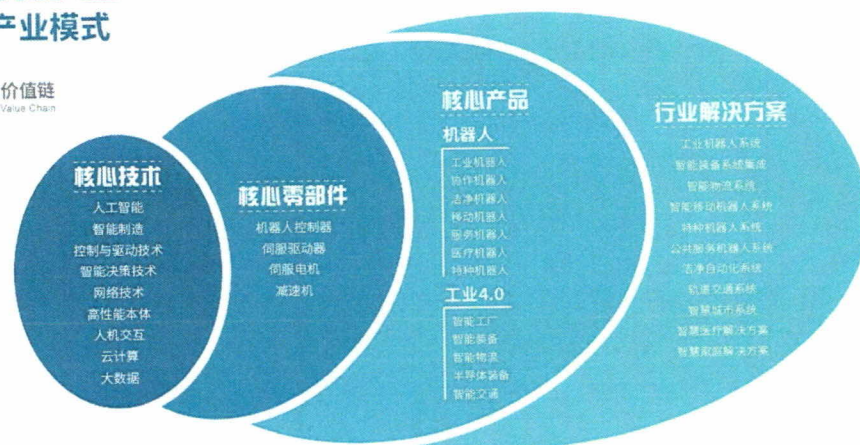 产业模式
价值链
Value Chain
核心技术
人工智能
智能制造
控制与驱动技术
智能决策技术
网络技术
高性能本体
人机交互
云计算
大数据
核心零部件
机器人控制器
伺服驱动器
伺服电机
减速机
核心产品
机器人
工业机器人
协作机器人
洁净机器人
移动机器人
服务机器人
医疗机器人
特种机器人
工业4.0
智能工厂
智能装备
智能物流
半导体装备
智能交通
行业解决方案
工业机器人系统
智能装备系统集成
智能物流系统
智能移动机器人系统
特种机器人系统
公共服务机器人系统
洁净自动化系统
轨道交通系统
智慧城市系统
智慧医疗解决方案
智慧家庭解决方案